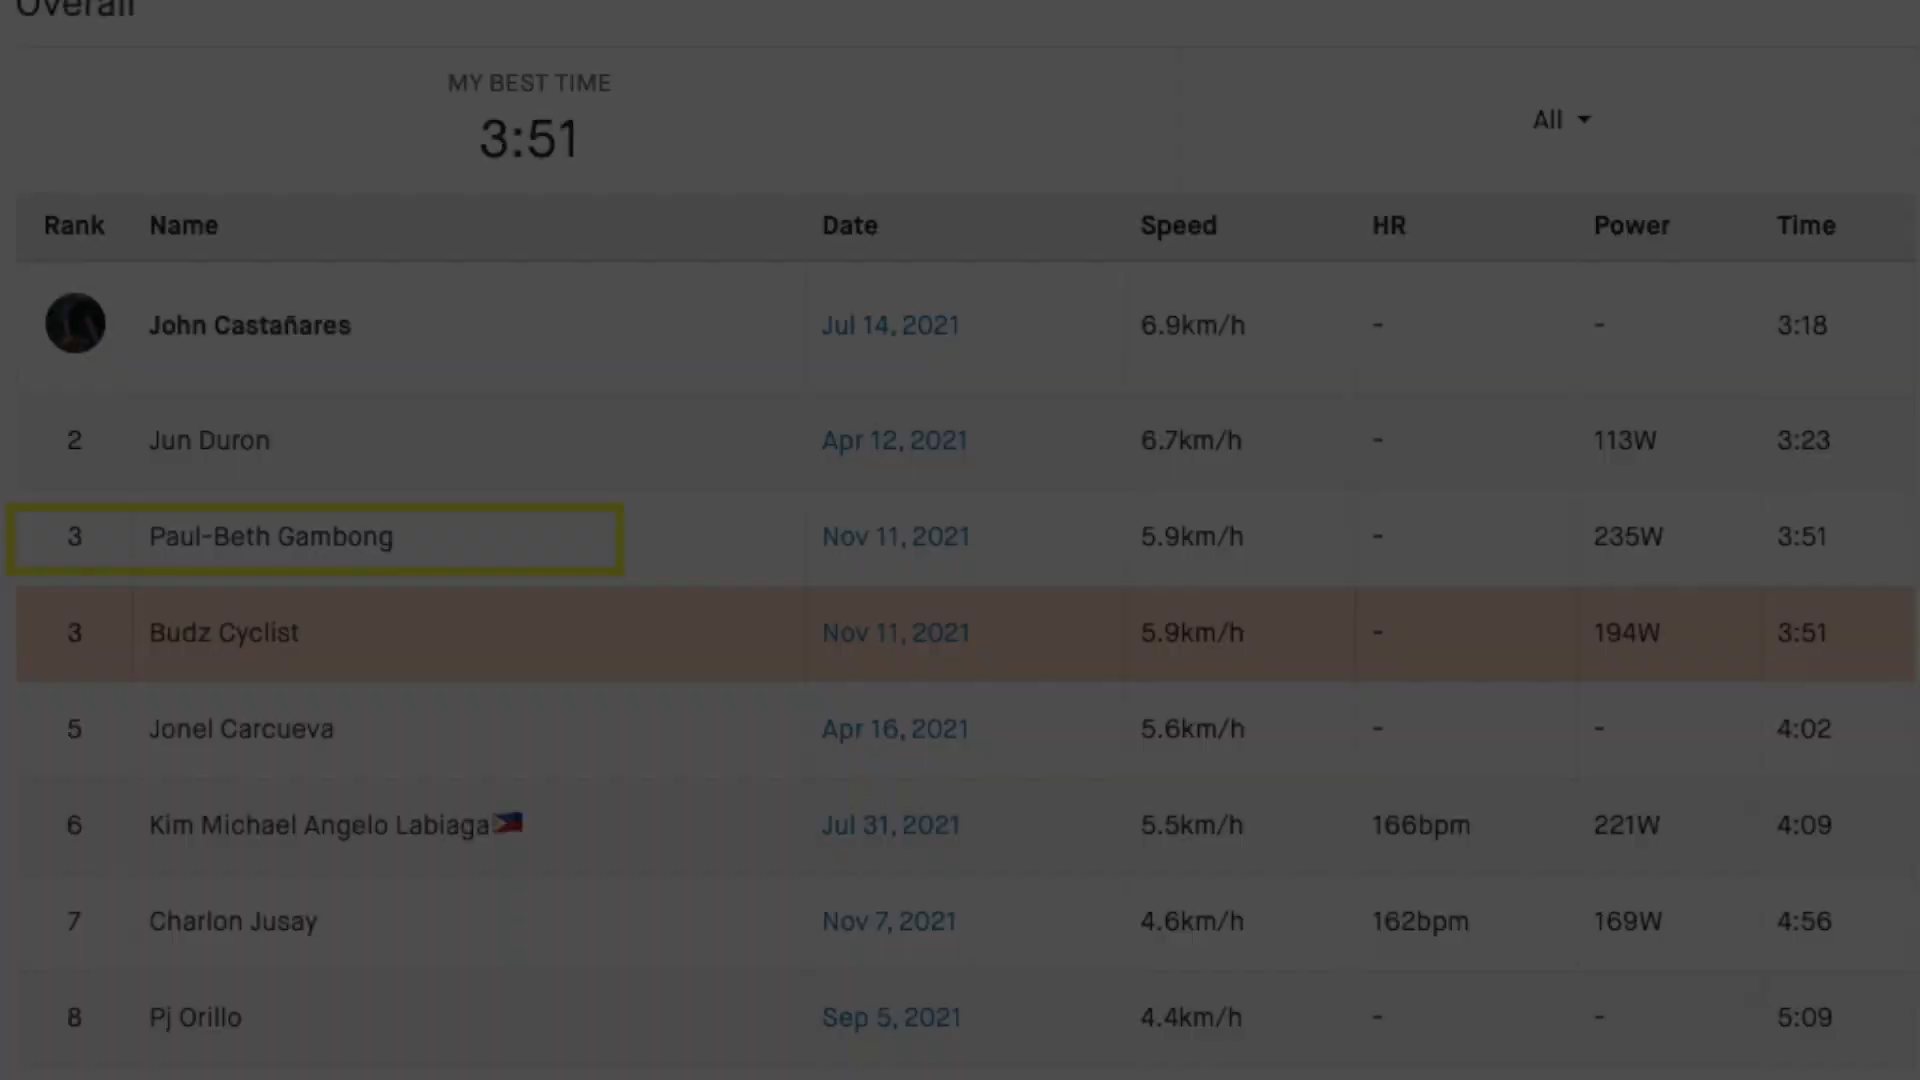 Overall
MY BEST TIME
3:51
All
Rank Name Date Speed HR Power Time
John Castañares Jul 14, 2021 6.9km/h - - 3:18
2 Jun Duron Apr 12, 2021 6.7km/h - 113W 3:23
3 Paul-Beth Gambong Nov 11, 2021 5.9km/h - 235W 3:51
3 Budz Cyclist Nov 11, 2021 5.9km/h - 194W 3:51
5 Jonel Carcueva Apr 16, 2021 5.6km/h - - 4:02
6 Kim Michael Angelo Labiaga Jul 31, 2021 5.5km/h 166bpm 221W 4:09
7 Charlon Jusay Nov 7, 2021 4.6km/h 162bpm 169W 4:56
8 Pj Orillo Sep 5, 2021 4.4km/h - - 5:09